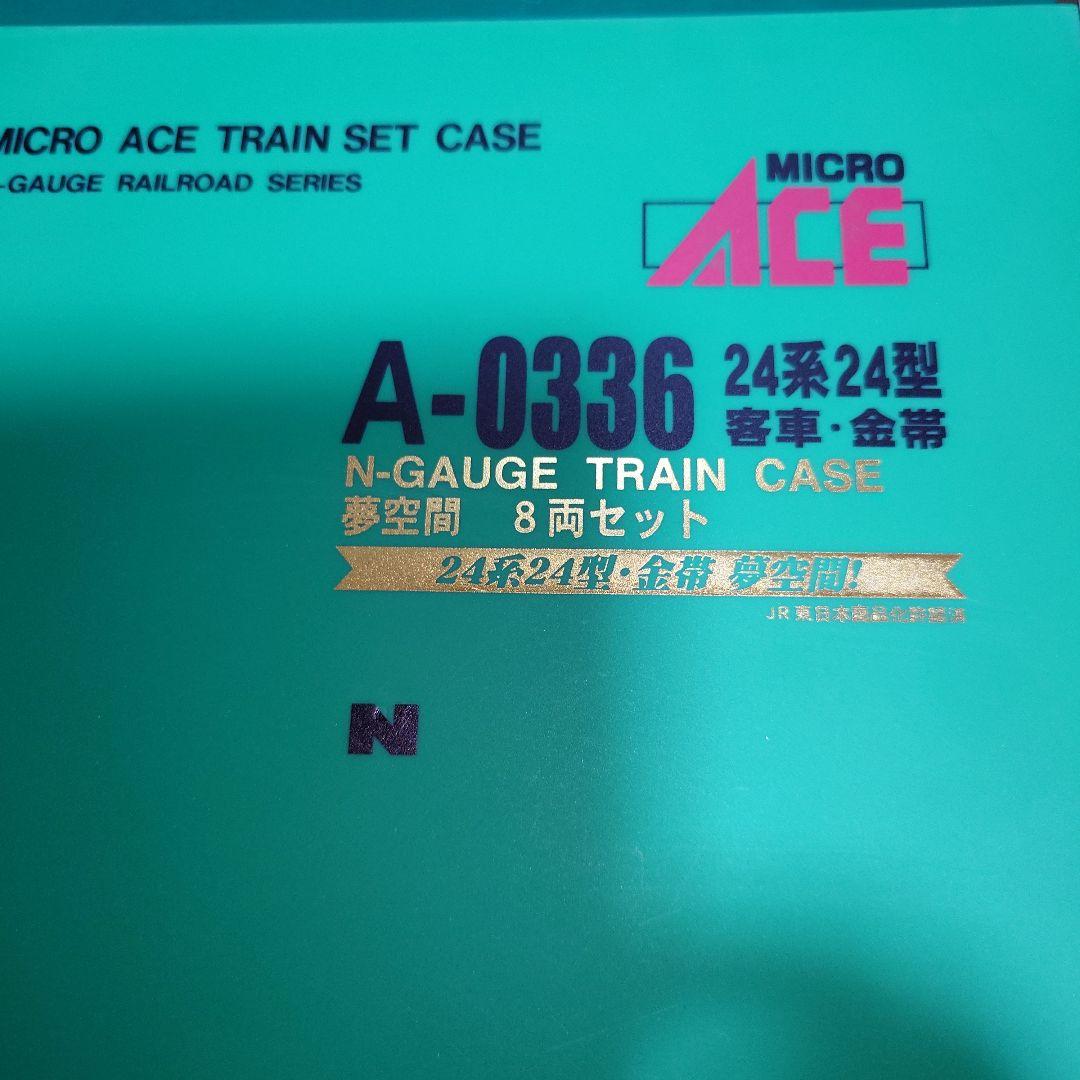 MICRO ACE TRAIN SET CASE
-GAUGE RAILROAD SERIES
MICRO
ACE
A-0336
24系24型
客車・金帯
N-GAUGE TRAIN CASE
夢空間 8両セット
24系24型・金帯 夢空間!
JR東日本商品化許諾済
N